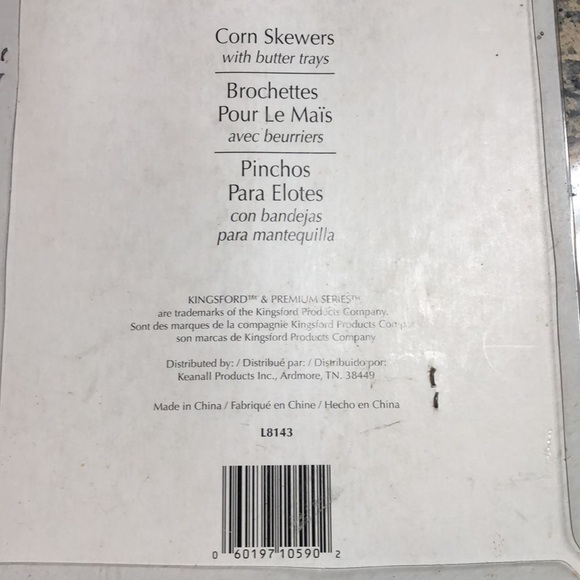 Corn Skewers
with butter trays
Brochettes
Pour Le Maïs
avec beurriers
Pinchos
Para Elotes
con bandejas
para mantequilla
KINGSFORD™ & PREMIUM SERIES™
are trademarks of the Kingsford Products Company.
Sont des marques de la compagnie Kingsford Products
son marcas de Kingsford Products Company
Distributed by: / Distribué par: / Distribuido por:
Keanall Products Inc., Ardmore, TN. 38449
Made in China / Fabriqué en Chine / Hecho en China
L8143
0 60197 10590 2